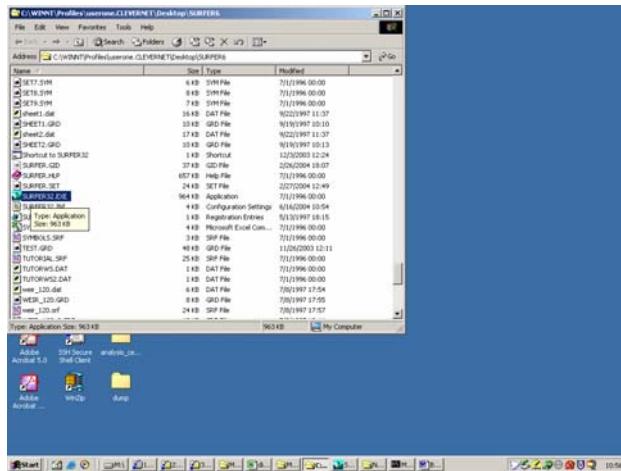 C:\WINNT\Profiles\userone.CLEVERNET\Desktop\SURFER6
File Edit View Favorites Tools Help
Search Folders
Address C:\WINNT\Profiles\userone.CLEVERNET\Desktop\SURFER6 Go
Name Size Type Modified
SET7.SYM 6 KB SYM File 7/1/1996 00:00
SET8.SYM 8 KB SYM File 7/1/1996 00:00
SET9.SYM 7 KB SYM File 7/1/1996 00:00
sheet1.dat 16 KB DAT File 9/22/1997 11:37
SHEET1.GRD 10 KB GRD File 9/19/1997 10:10
sheet2.dat 17 KB DAT File 9/22/1997 11:37
SHEET2.GRD 10 KB GRD File 9/19/1997 10:13
Shortcut to SURFER32 1 KB Shortcut 12/3/2003 12:24
SURFER.GID 37 KB GID File 2/26/2004 18:07
SURFER.HLP 657 KB Help File 7/1/1996 00:00
SURFER.SET 24 KB SET File 2/27/2004 12:49
SURFER32.EXE 964 KB Application 7/1/1996 00:00
SURFER32.INI 4 KB Configuration Settings 6/16/2004 10:54
SU Type: Application 1 KB Registration Entries 5/13/1997 18:15
SY Size: 963 KB 4 KB Microsoft Excel Com... 7/1/1996 00:00
SYMBOLS.SRF 3 KB SRF File 7/1/1996 00:00
TEST.GRD 40 KB GRD File 11/26/2003 12:11
TUTORIAL.SRF 25 KB SRF File 7/1/1996 00:00
TUTORWS.DAT 1 KB DAT File 7/1/1996 00:00
TUTORWS2.DAT 1 KB DAT File 7/1/1996 00:00
weir_120.dat 6 KB DAT File 7/8/1997 17:54
WEIR_120.GRD 8 KB GRD File 7/8/1997 17:55
weir_120.srf 24 KB SRF File 7/8/1997 17:57
Type: Application Size: 963 KB 963 KB My Computer
Adobe Acrobat 5.0 SSH Secure Shell Client analysis_ce...
Adobe Acrobat ... WinZip dump
Start